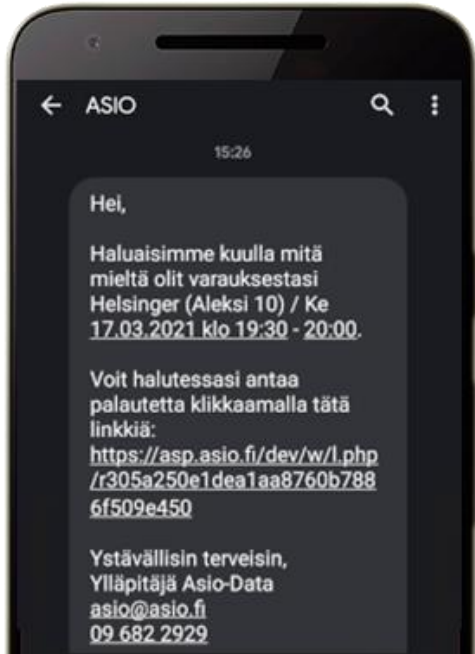 ASIO
15:26
Hei,
Haluaisimme kuulla mitä
mieltä olit varauksestasi
Helsinger (Aleksi 10) / Ke
17.03.2021 klo 19:30 - 20:00.
Voit halutessasi antaa
palautetta klikkaamalla tätä
linkkiä:
https://asp.asio.fi/dev/w/l.php
/r305a250e1dea1aa8760b788
6f509e450
Ystävällisin terveisin,
Ylläpitäjä Asio-Data
asio@asio.fi
09 682 2929